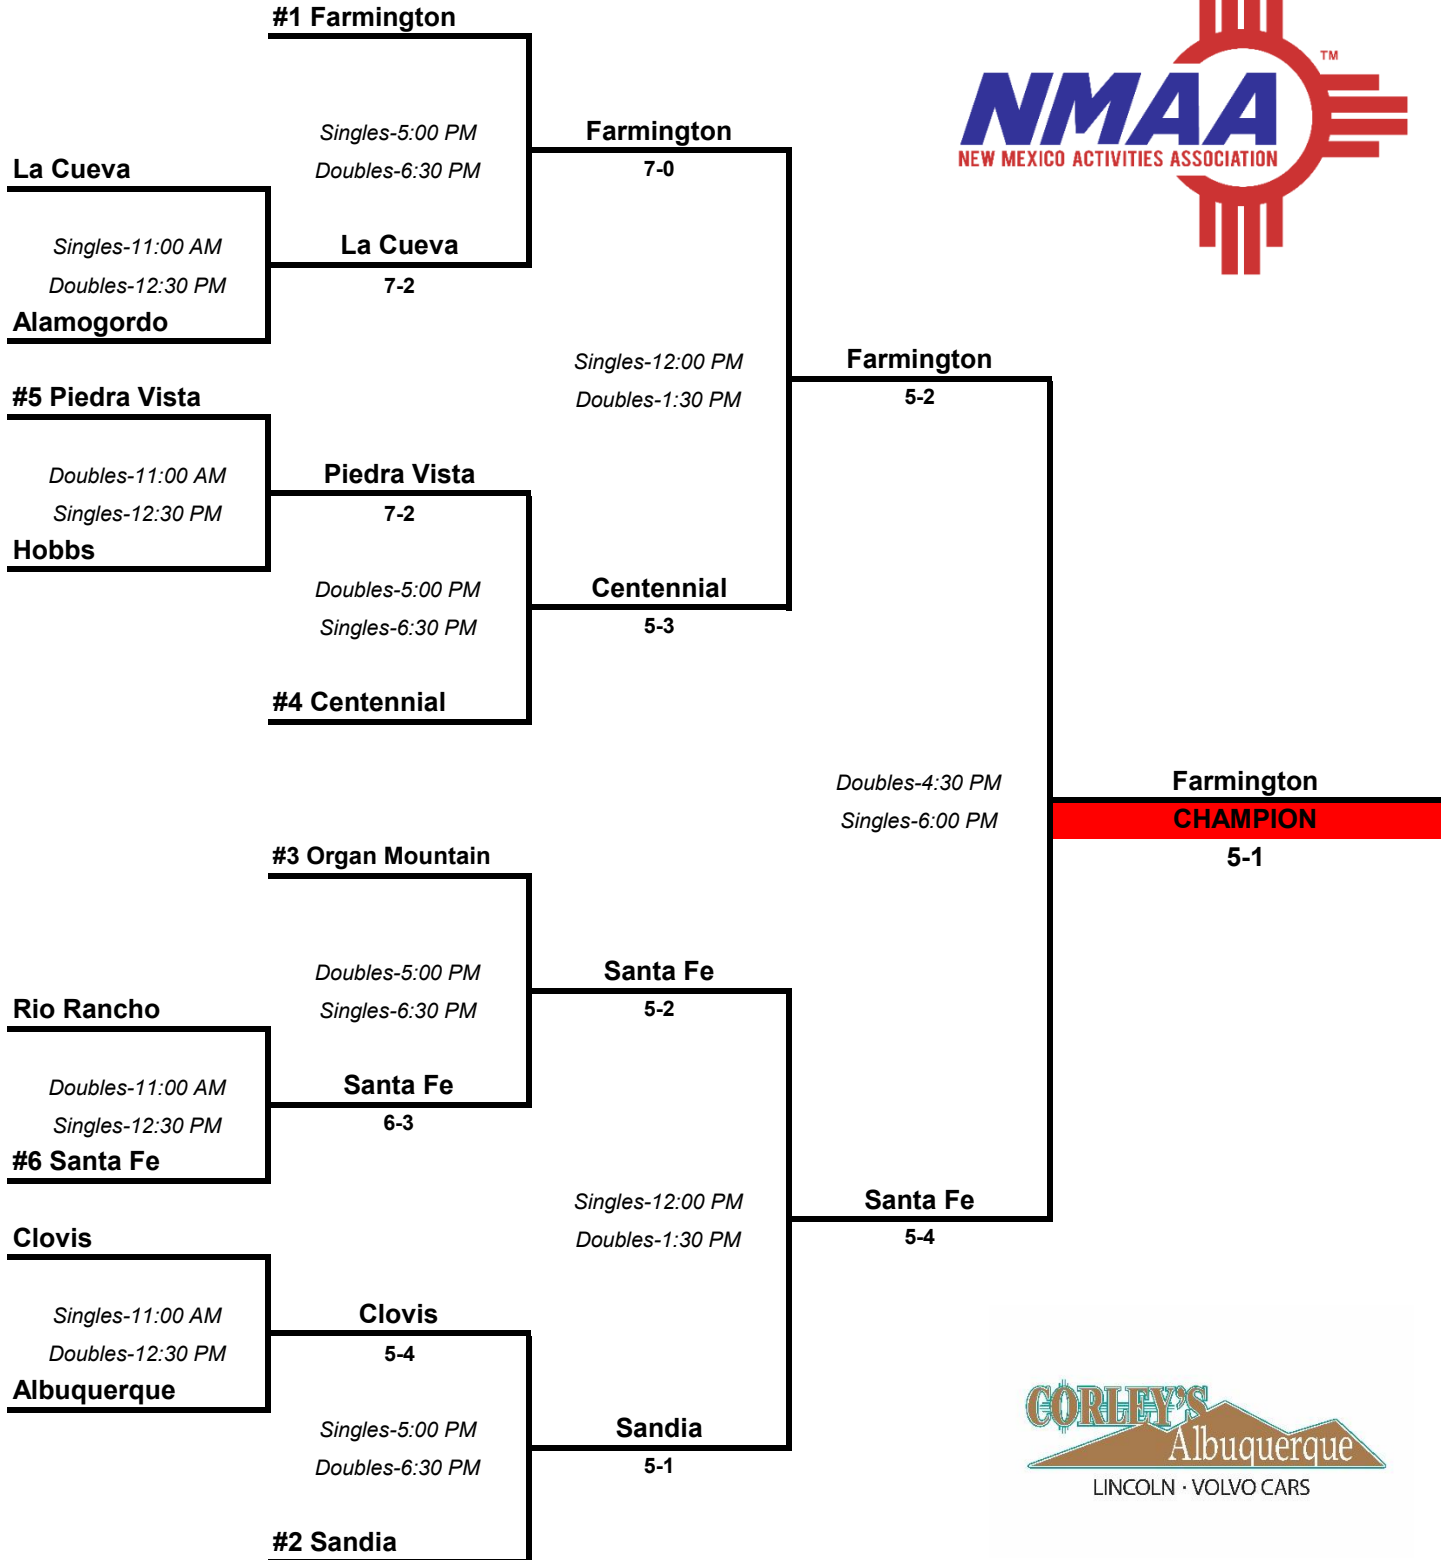 #1 Farmington
TM
NMAA
NEW MEXICO ACTIVITIES ASSOCIATION
Singles-5:00 PM
Farmington
Doubles-6:30 PM
7-0
La Cueva
Singles-11:00 AM
La Cueva
Doubles-12:30 PM
7-2
Alamogordo
Singles-12:00 PM
Farmington
Doubles-1:30 PM
5-2
#5 Piedra Vista
Doubles-11:00 AM
Piedra Vista
Singles-12:30 PM
7-2
Hobbs
Doubles-5:00 PM
Centennial
Singles-6:30 PM
5-3
#4 Centennial
Doubles-4:30 PM
Farmington
Singles-6:00 PM
CHAMPION
5-1
#3 Organ Mountain
Doubles-5:00 PM
Santa Fe
Singles-6:30 PM
5-2
Rio Rancho
Doubles-11:00 AM
Santa Fe
Singles-12:30 PM
6-3
#6 Santa Fe
Singles-12:00 PM
Santa Fe
Doubles-1:30 PM
5-4
Clovis
Singles-11:00 AM
Clovis
Doubles-12:30 PM
5-4
Albuquerque
Singles-5:00 PM
Sandia
Doubles-6:30 PM
5-1
#2 Sandia
CORLEY'S
Albuquerque
LINCOLN · VOLVO CARS